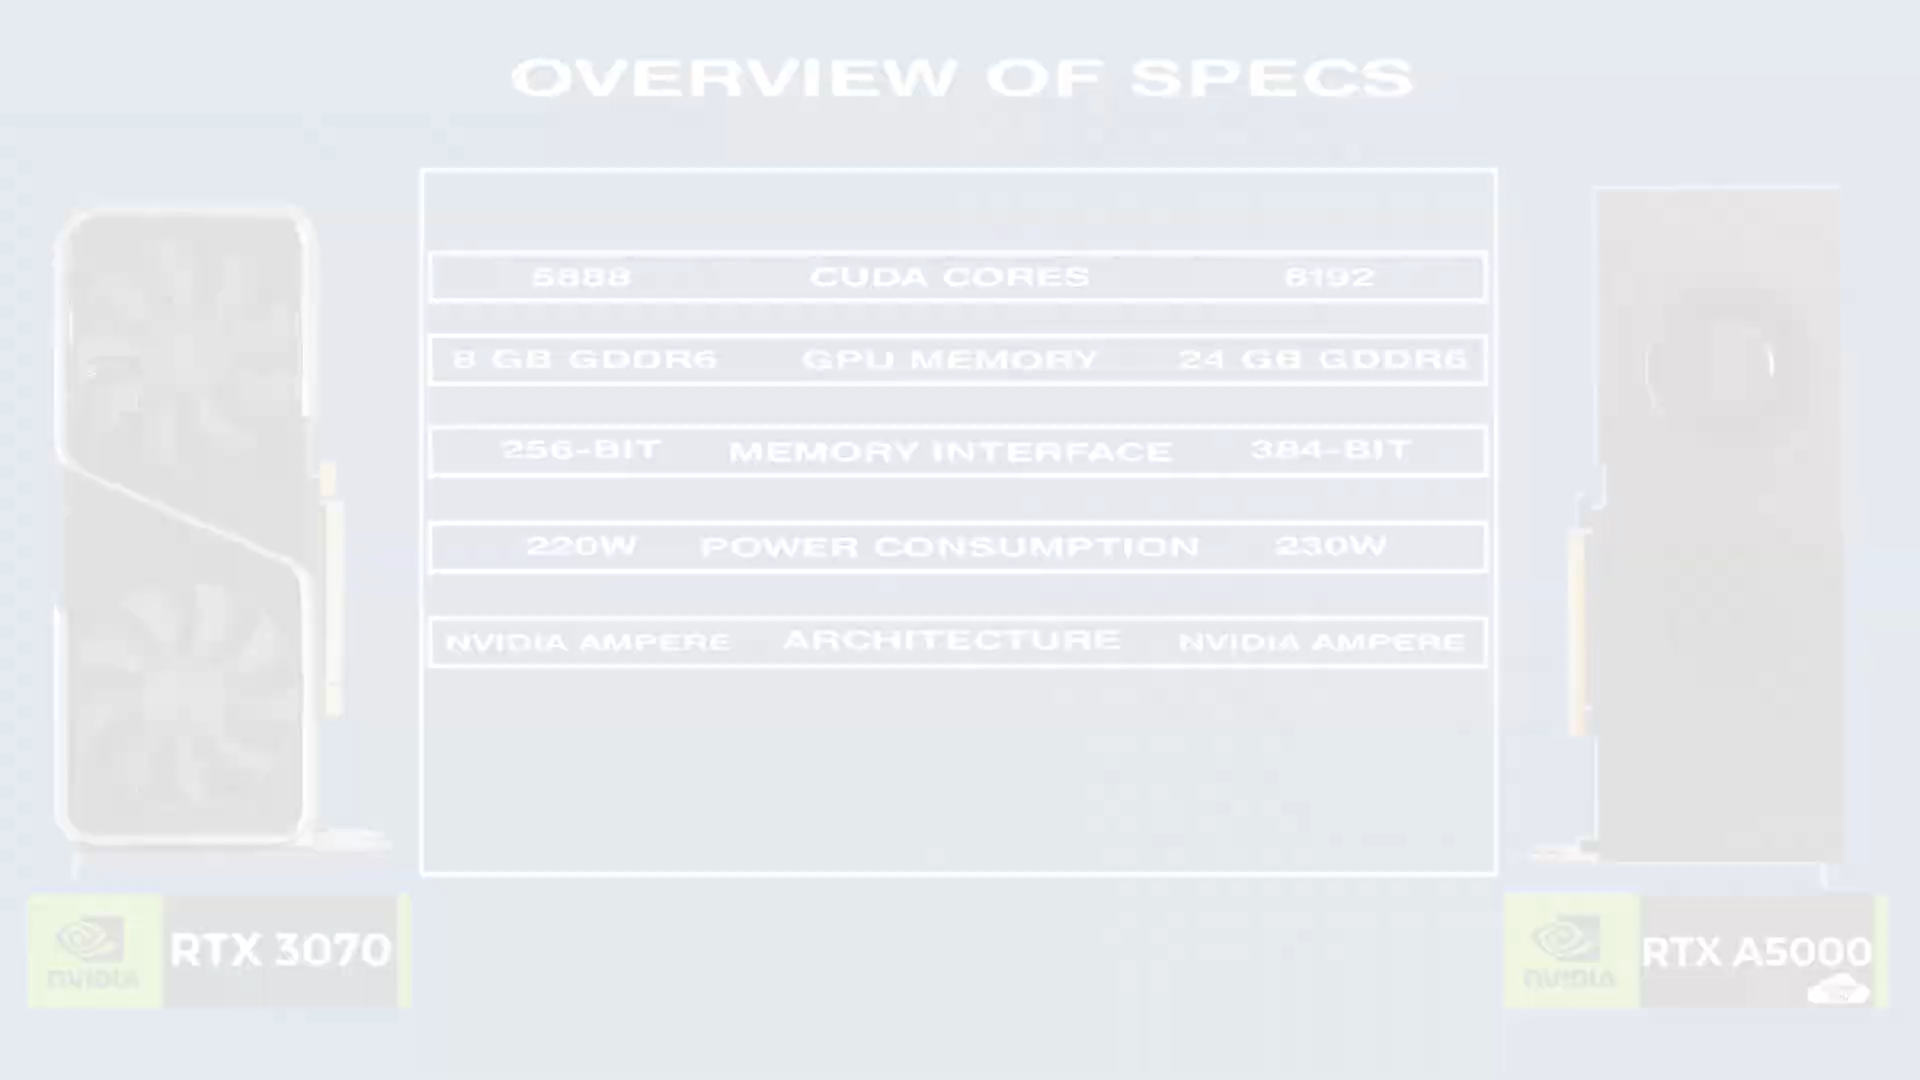 OVERVIEW OF SPECS
5888 CUDA CORES 8192
8 GB GDDR6 GPU MEMORY 24 GB GDDR6
256-BIT MEMORY INTERFACE 384-BIT
220W POWER CONSUMPTION 230W
NVIDIA AMPERE ARCHITECTURE NVIDIA AMPERE
NVIDIA RTX 3070
NVIDIA RTX A5000